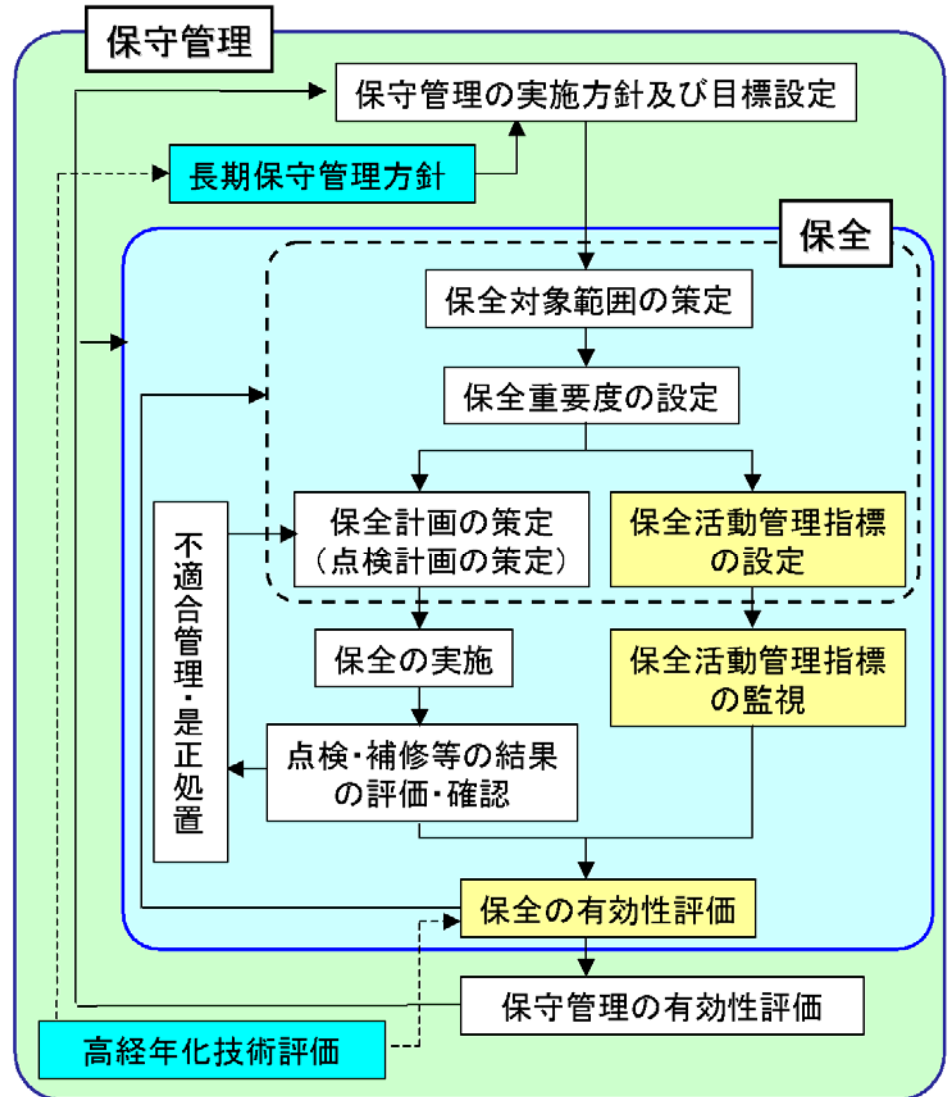 保守管理
保守管理の実施方針及び目標設定
長期保守管理方針
保全
保全対象範囲の策定
保全重要度の設定
保全計画の策定
（点検計画の策定）
保全活動管理指標
の設定
不適合管理・是正処置
保全の実施
保全活動管理指標
の監視
点検・補修等の結果
の評価・確認
保全の有効性評価
保守管理の有効性評価
高経年化技術評価